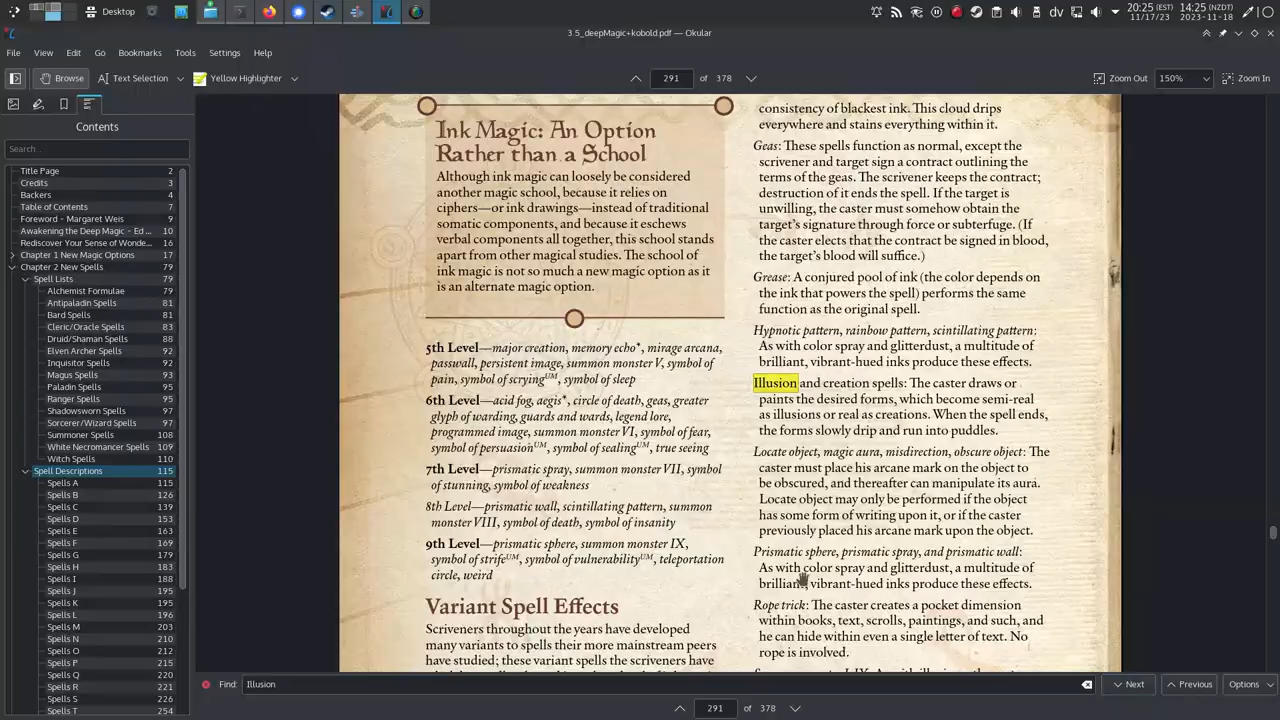 Desktop
dv
20:25 (EST)
11/17/23
14:25 (NZDT)
2023-11-18
3.5_deepMagic+kobold.pdf — Okular
File View Edit Go Bookmarks Tools Settings Help
Browse Text Selection Yellow Highlighter 291 of 378 Zoom Out 150% Zoom In
Contents
Search...
Title Page 2
Credits 3
Backers 4
Table of Contents 7
Foreword - Margaret Weis 9
Awakening the Deep Magic - Ed ... 10
Rediscover Your Sense of Wonde... 16
Chapter 1 New Magic Options 17
Chapter 2 New Spells 79
Spell Lists 79
Alchemist Formulae 79
Antipaladin Spells 81
Bard Spells 81
Cleric/Oracle Spells 83
Druid/Shaman Spells 88
Elven Archer Spells 92
Inquisitor Spells 92
Magus Spells 93
Paladin Spells 95
Ranger Spells 95
Shadowsworn Spells 97
Sorcerer/Wizard Spells 97
Summoner Spells 108
White Necromancer Spells 109
Witch Spells 110
Spell Descriptions 115
Spells A 115
Spells B 126
Spells C 139
Spells D 153
Spells E 163
Spells F 169
Spells G 179
Spells H 183
Spells I 188
Spells J 195
Spells K 195
Spells L 196
Spells M 203
Spells N 210
Spells O 212
Spells P 215
Spells Q 220
Spells R 221
Spells S 226
Spells T 254
Ink Magic: An Option
Rather than a School
Although ink magic can loosely be considered
another magic school, because it relies on
ciphers—or ink drawings—instead of traditional
somatic components, and because it eschews
verbal components all together, this school stands
apart from other magical studies. The school of
ink magic is not so much a new magic option as it
is an alternate magic option.
5th Level—major creation, memory echo*, mirage arcana,
passwall, persistent image, summon monster V, symbol of
pain, symbol of scryingUM, symbol of sleep
6th Level—acid fog, aegis*, circle of death, geas, greater
glyph of warding, guards and wards, legend lore,
programmed image, summon monster VI, symbol of fear,
symbol of persuasionUM, symbol of sealingUM, true seeing
7th Level—prismatic spray, summon monster VII, symbol
of stunning, symbol of weakness
8th Level—prismatic wall, scintillating pattern, summon
monster VIII, symbol of death, symbol of insanity
9th Level—prismatic sphere, summon monster IX,
symbol of strifeUM, symbol of vulnerabilityUM, teleportation
circle, weird
Variant Spell Effects
Scriveners throughout the years have developed
many variants to spells their more mainstream peers
have studied; these variant spells the scriveners have
consistency of blackest ink. This cloud drips
everywhere and stains everything within it.
Geas: These spells function as normal, except the
scrivener and target sign a contract outlining the
terms of the geas. The scrivener keeps the contract;
destruction of it ends the spell. If the target is
unwilling, the caster must somehow obtain the
target's signature through force or subterfuge. (If
the caster elects that the contract be signed in blood,
the target's blood will suffice.)
Grease: A conjured pool of ink (the color depends on
the ink that powers the spell) performs the same
function as the original spell.
Hypnotic pattern, rainbow pattern, scintillating pattern:
As with color spray and glitterdust, a multitude of
brilliant, vibrant-hued inks produce these effects.
Illusion and creation spells: The caster draws or
paints the desired forms, which become semi-real
as illusions or real as creations. When the spell ends,
the forms slowly drip and run into puddles.
Locate object, magic aura, misdirection, obscure object: The
caster must place his arcane mark on the object to
be obscured, and thereafter can manipulate its aura.
Locate object may only be performed if the object
has some form of writing upon it, or if the caster
previously placed his arcane mark upon the object.
Prismatic sphere, prismatic spray, and prismatic wall:
As with color spray and glitterdust, a multitude of
brilliant, vibrant-hued inks produce these effects.
Rope trick: The caster creates a pocket dimension
within books, text, scrolls, paintings, and such, and
he can hide within even a single letter of text. No
rope is involved.
Find: Illusion Next Previous Options
291 of 378